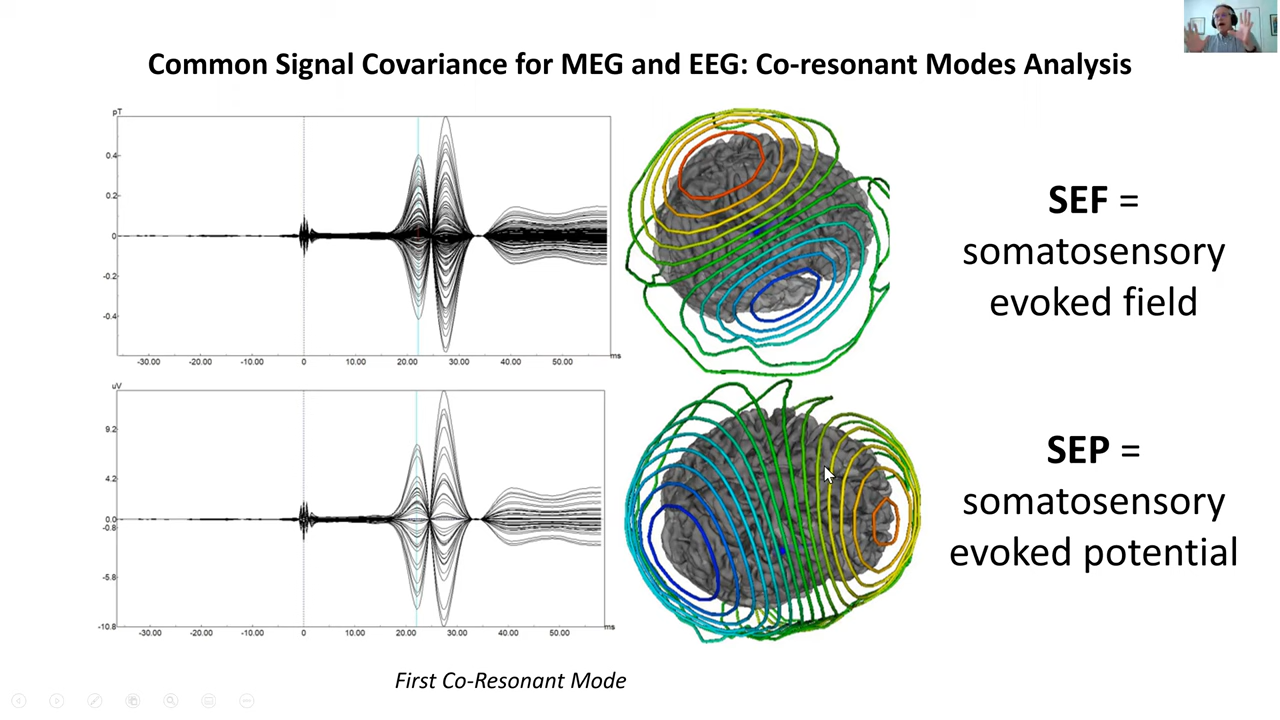 Common Signal Covariance for MEG and EEG: Co-resonant Modes Analysis
pT
0.4
0.2
0
-0.2
-0.4
-30.00 -20.00 -10.00 0 10.00 20.00 30.00 40.00 50.00 ms
SEF =
somatosensory
evoked field
uV
9.2
4.2
0.0
-0.8
-5.8
-10.8
-30.00 -20.00 -10.00 0 10.00 20.00 30.00 40.00 50.00 ms
SEP =
somatosensory
evoked potential
First Co-Resonant Mode